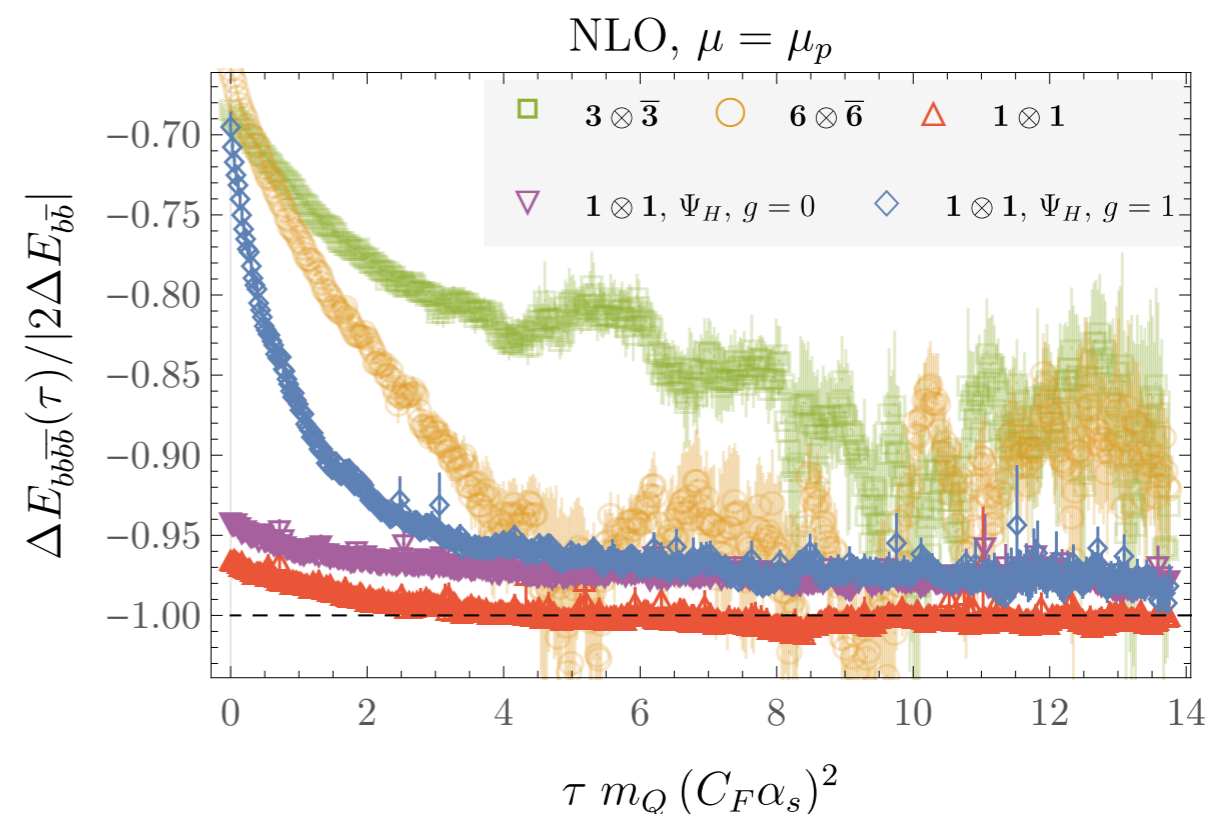 NLO, μ = μ_p
3 ⊗ 3̅ 6 ⊗ 6̅ 1 ⊗ 1
1 ⊗ 1, Ψ_H, g = 0 1 ⊗ 1, Ψ_H, g = 1
ΔE_{bbb̅b̅}(τ)/|2ΔE_{bb̅}|
−0.70
−0.75
−0.80
−0.85
−0.90
−0.95
−1.00
0 2 4 6 8 10 12 14
τ m_Q (C_F α_s)²